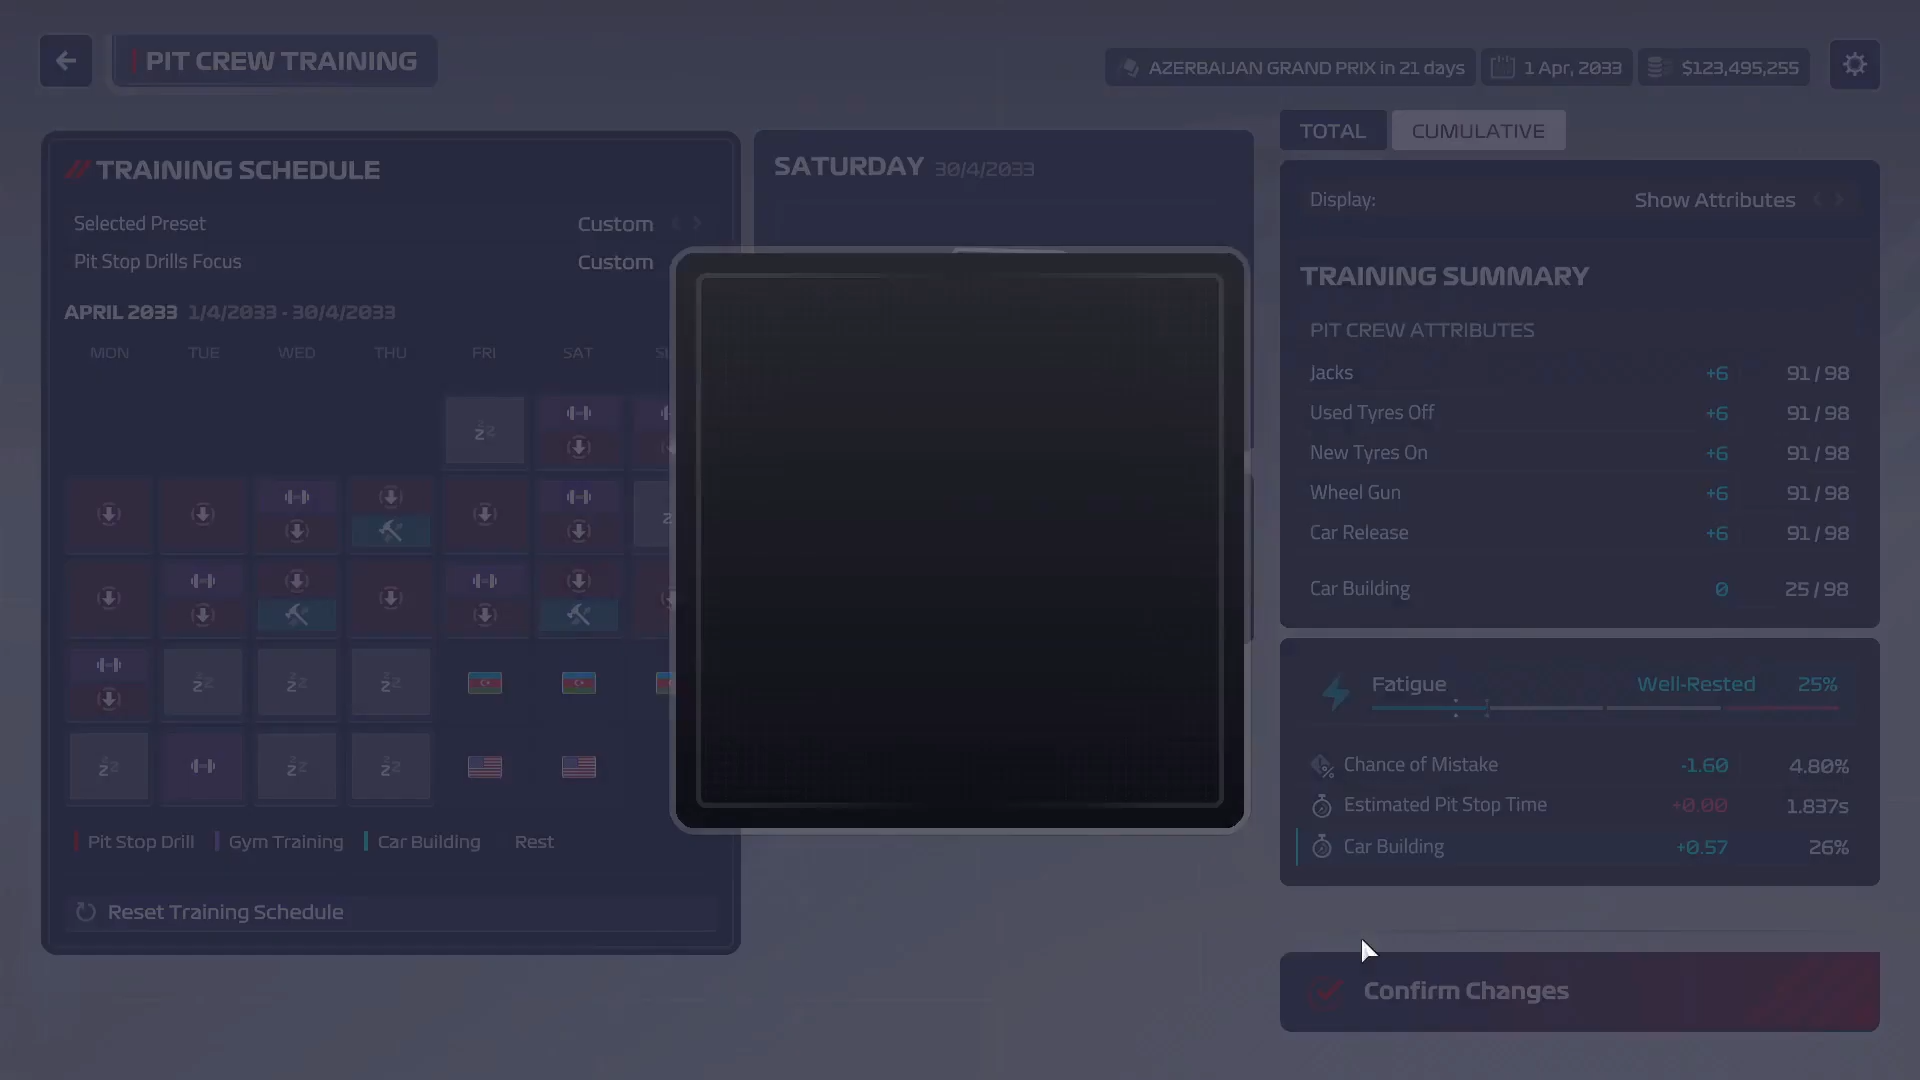 PIT CREW TRAINING
AZERBAIJAN GRAND PRIX in 21 days
1 Apr, 2033
$123,495,255
TRAINING SCHEDULE
Selected Preset
Custom
Pit Stop Drills Focus
Custom
APRIL 2033 1/4/2033 - 30/4/2033
MON TUE WED THU FRI SAT
Pit Stop Drill
Gym Training
Car Building
Rest
Reset Training Schedule
SATURDAY 30/4/2033
TOTAL
CUMULATIVE
Display:
Show Attributes
TRAINING SUMMARY
PIT CREW ATTRIBUTES
Jacks +6 91 / 98
Used Tyres Off +6 91 / 98
New Tyres On +6 91 / 98
Wheel Gun +6 91 / 98
Car Release +6 91 / 98
Car Building 0 25 / 98
Fatigue Well-Rested 25%
Chance of Mistake -1.60 4.80%
Estimated Pit Stop Time +0.00 1.837s
Car Building +0.57 26%
Confirm Changes